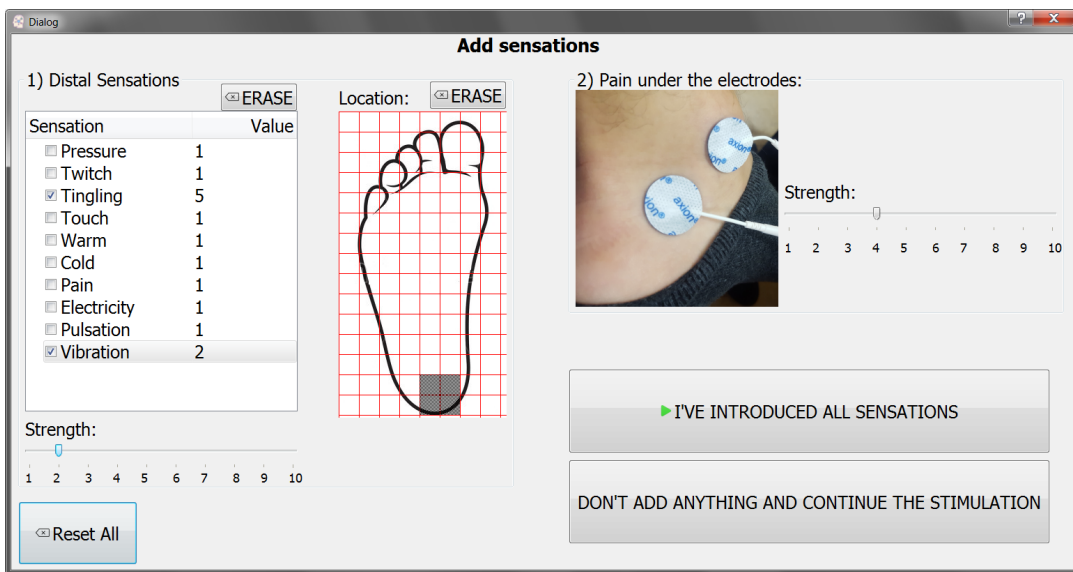 Dialog
Add sensations
1) Distal Sensations
ERASE
Sensation Value
Pressure 1
Twitch 1
Tingling 5
Touch 1
Warm 1
Cold 1
Pain 1
Electricity 1
Pulsation 1
Vibration 2
Strength:
1 2 3 4 5 6 7 8 9 10
Reset All
Location:
ERASE
2) Pain under the electrodes:
axion®
axion®
axion®
Strength:
1 2 3 4 5 6 7 8 9 10
I'VE INTRODUCED ALL SENSATIONS
DON'T ADD ANYTHING AND CONTINUE THE STIMULATION